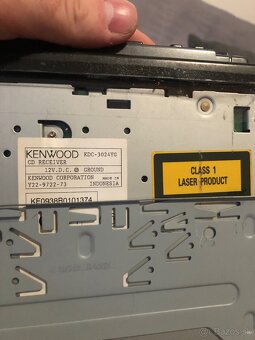 KENWOOD KDC-3024YG
CD RECEIVER
12V.D.C. ⊖ GROUND
KENWOOD CORPORATION MADE IN
Y22-9722-73 INDONESIA
KE0938B0101374
CLASS 1
LASER PRODUCT